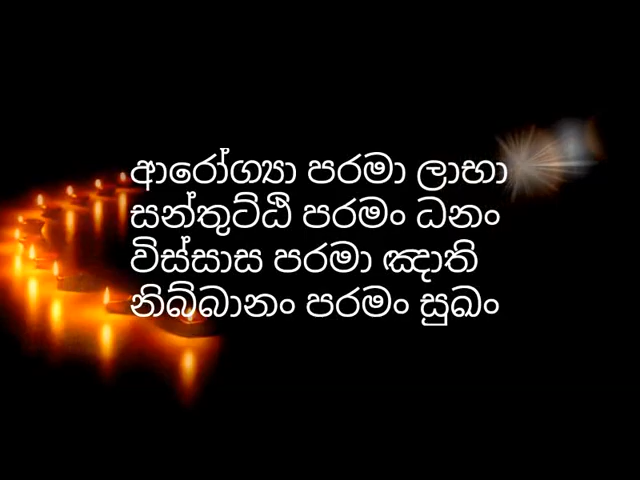 ආරෝග්‍යා පරමා ලාභා
සන්තුට්ඨි පරමං ධනං
විස්සාස පරමා ඤාති
නිබ්බානං පරමං සුඛං